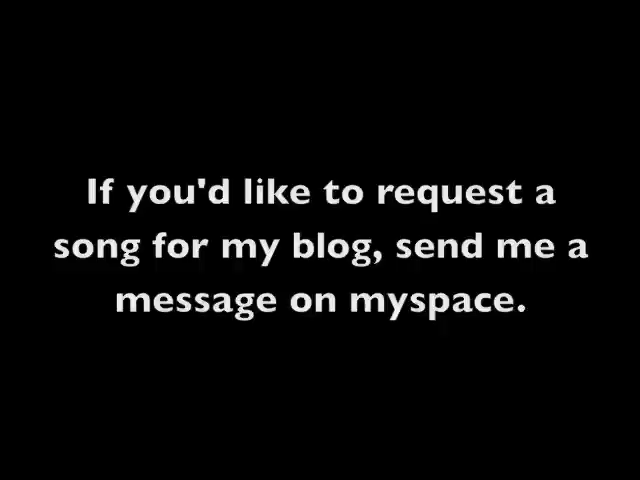 If you'd like to request a
song for my blog, send me a
message on myspace.